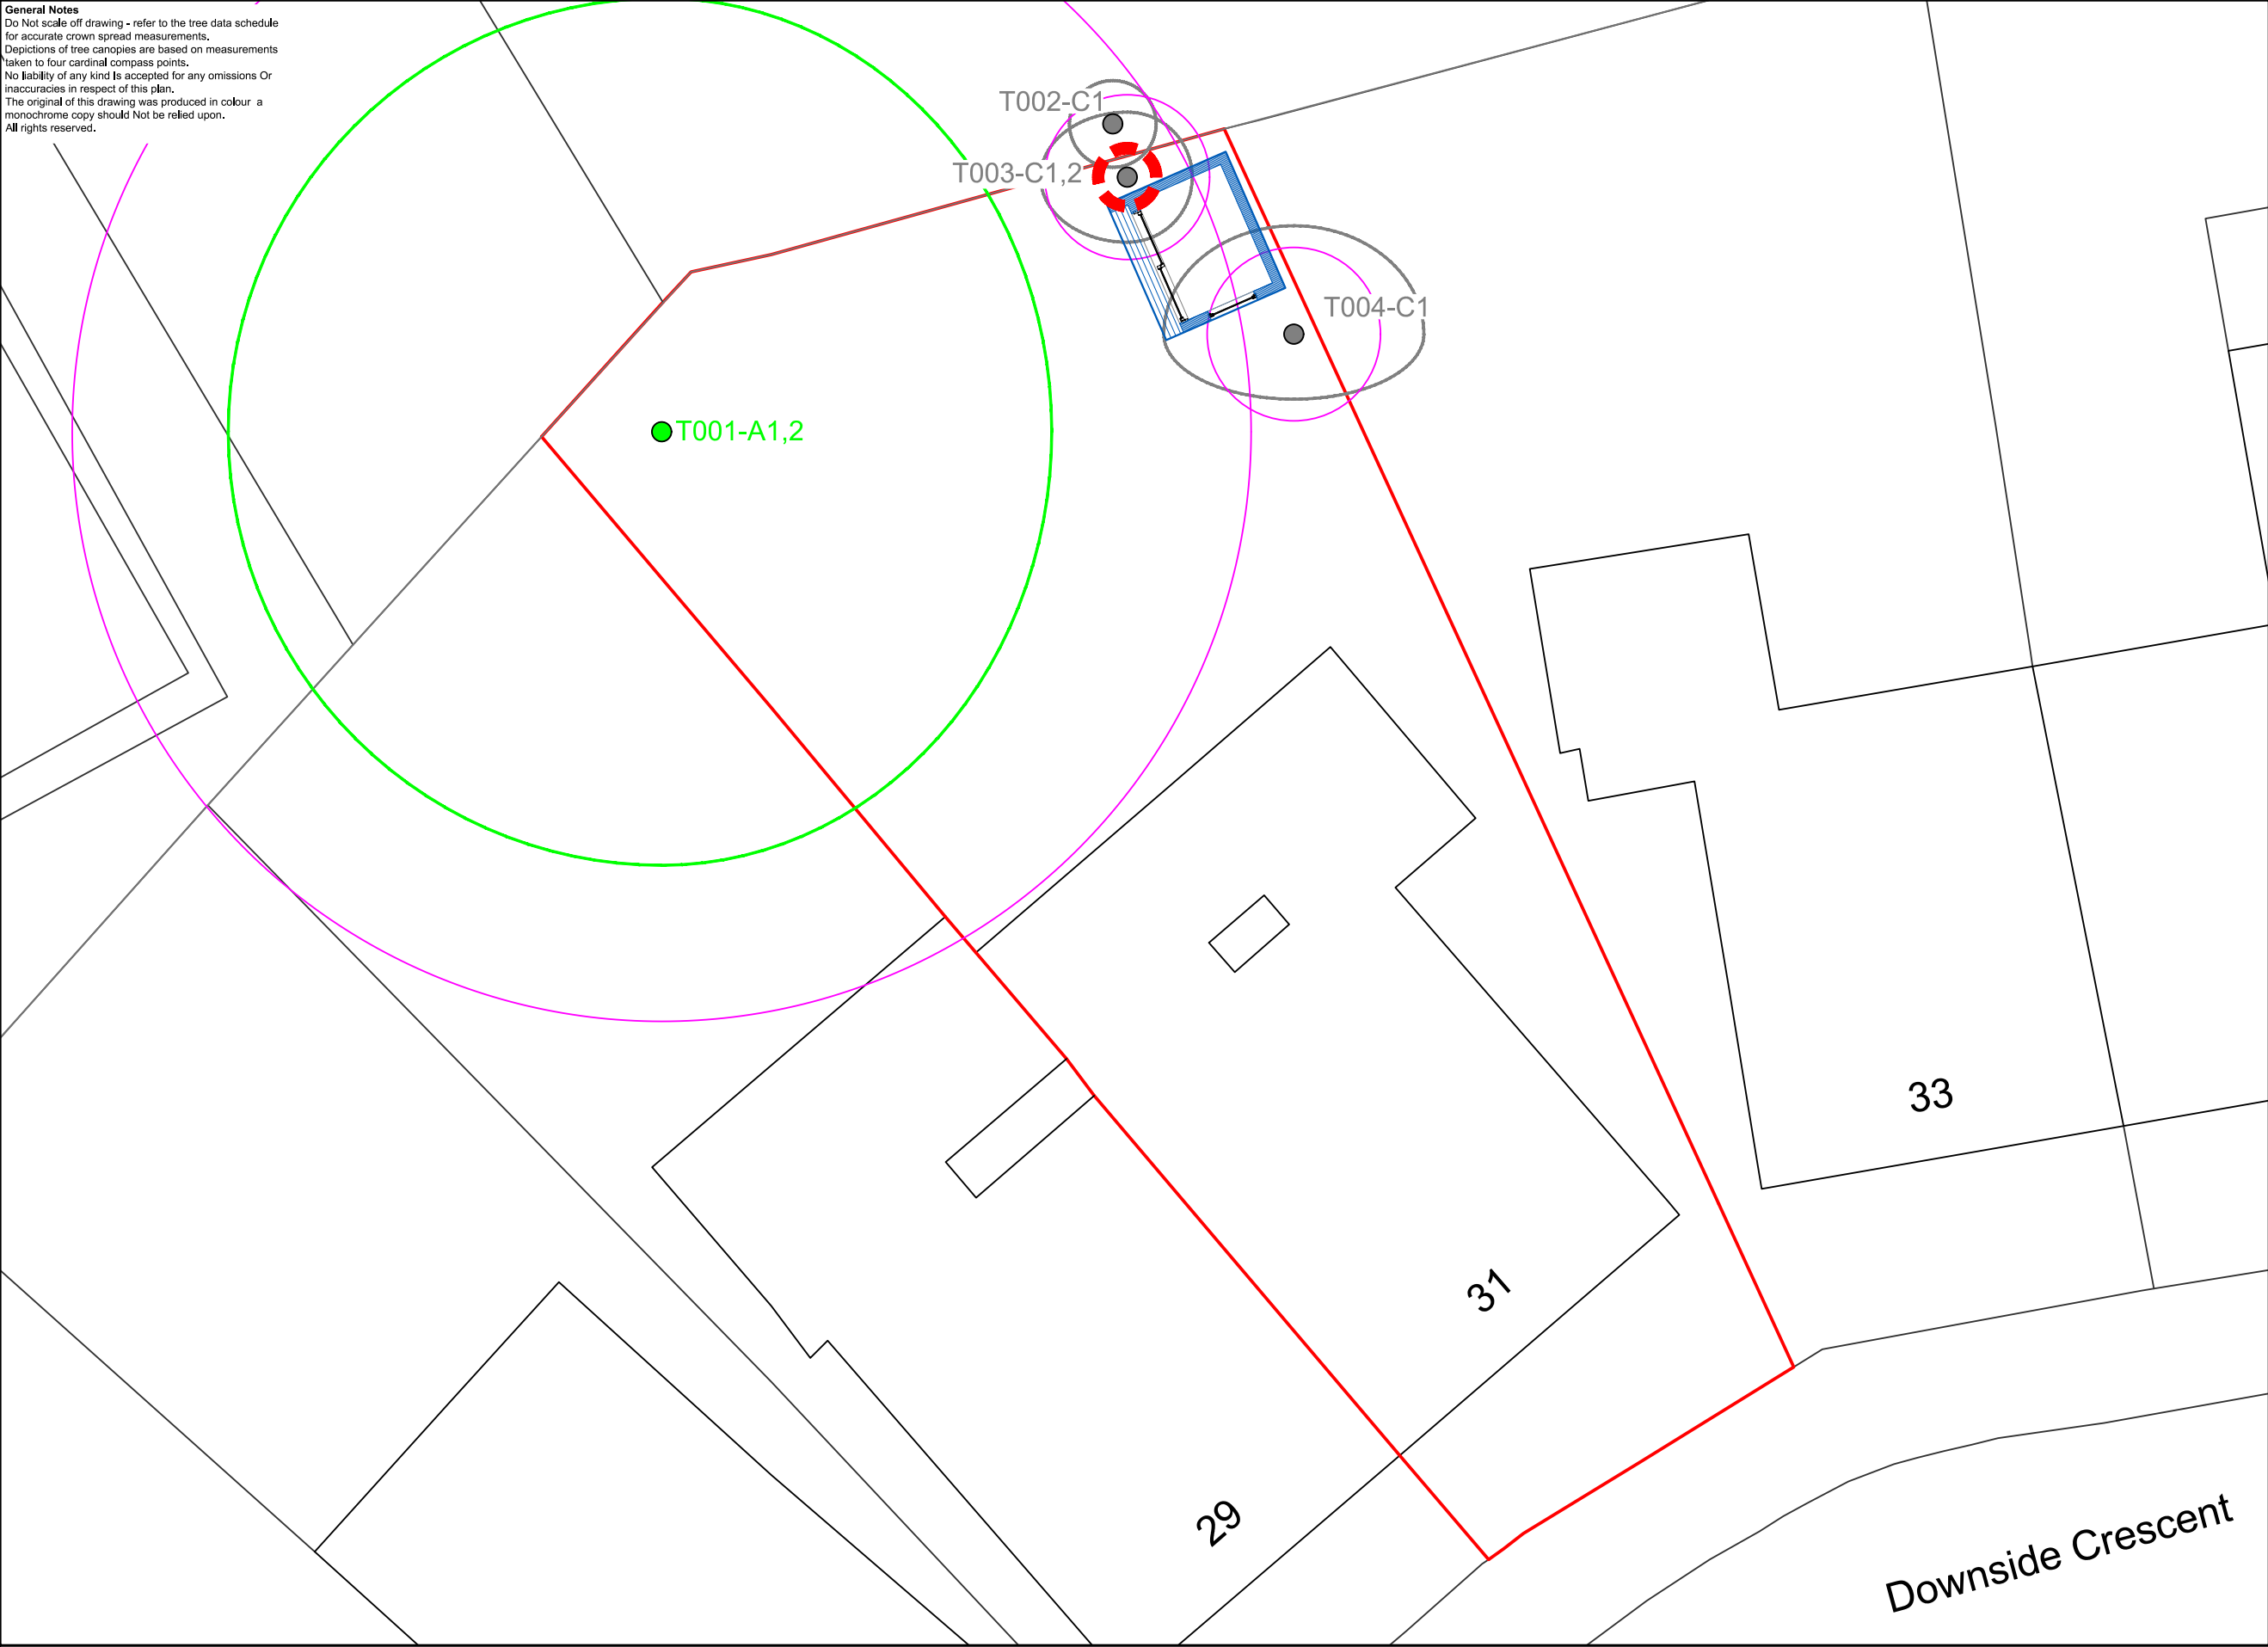 General Notes
Do Not scale off drawing - refer to the tree data schedule
for accurate crown spread measurements.
Depictions of tree canopies are based on measurements
taken to four cardinal compass points.
No liability of any kind Is accepted for any omissions Or
inaccuracies in respect of this plan.
The original of this drawing was produced in colour a
monochrome copy should Not be relied upon.
All rights reserved.
T002-C1
T003-C1,2
T004-C1
T001-A1,2
33
31
29
Downside Crescent